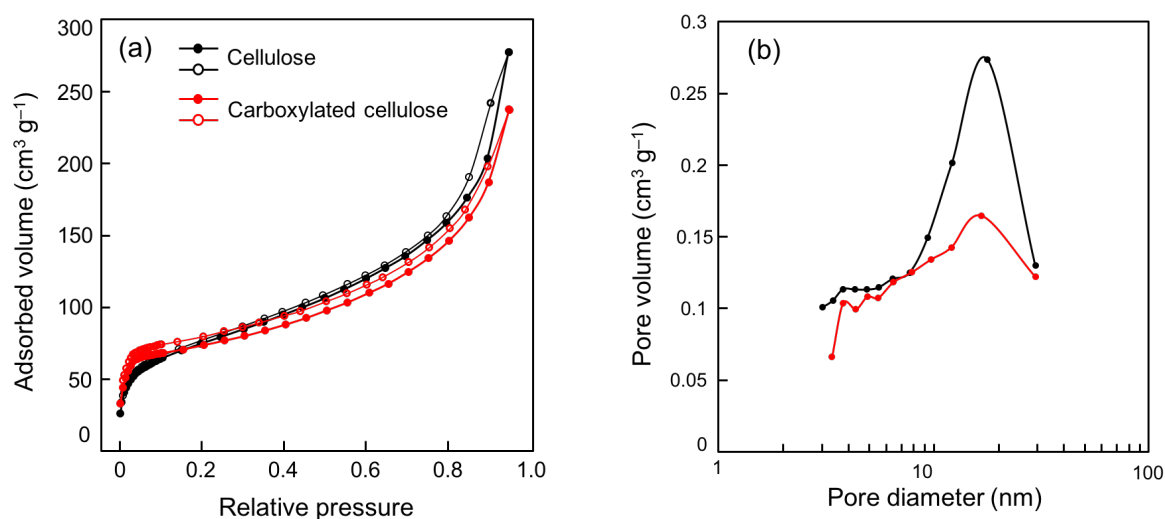 (a)
Cellulose
Carboxylated cellulose
Adsorbed volume (cm³ g⁻¹)
300
250
200
150
100
50
0
0 0.2 0.4 0.6 0.8 1.0
Relative pressure
(b)
Pore volume (cm³ g⁻¹)
0.3
0.25
0.2
0.15
0.1
0.05
0
1 10 100
Pore diameter (nm)